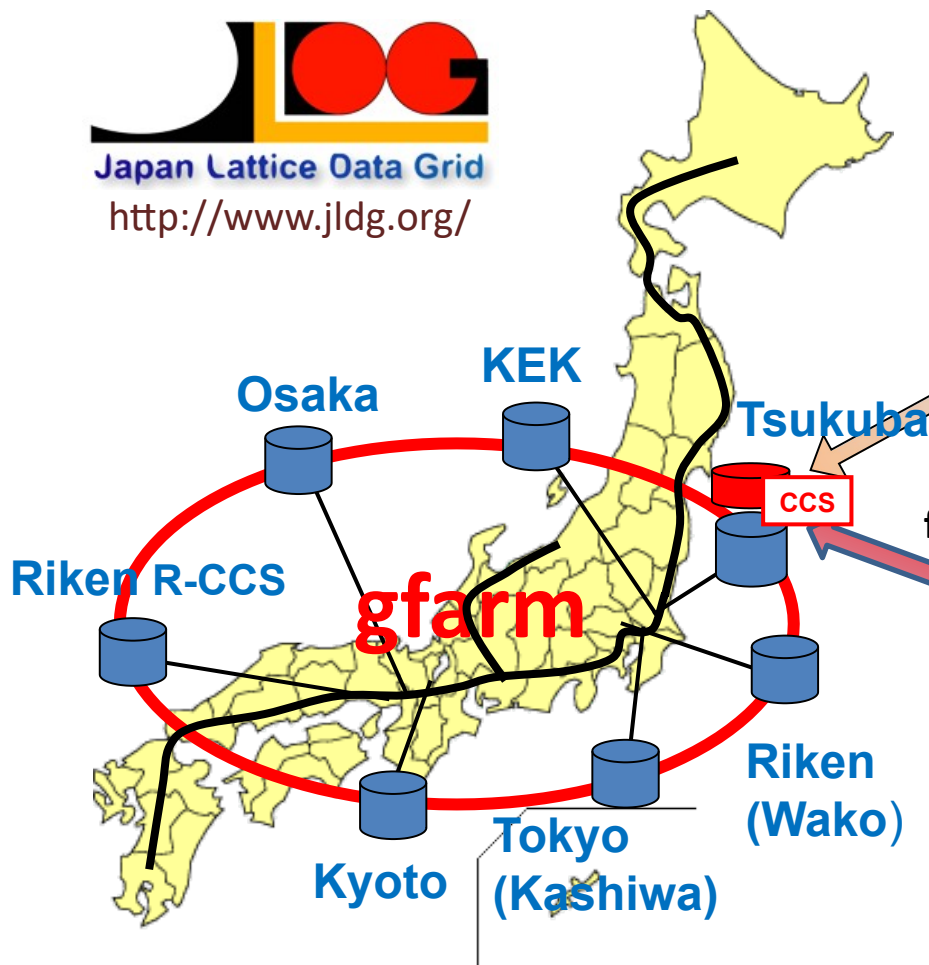 JLDG
Japan Lattice Data Grid
http://www.jldg.org/
KEK
Osaka
Tsukuba
CCS
f
Riken R-CCS
gfarm
Riken
(Wako)
Tokyo
(Kashiwa)
Kyoto